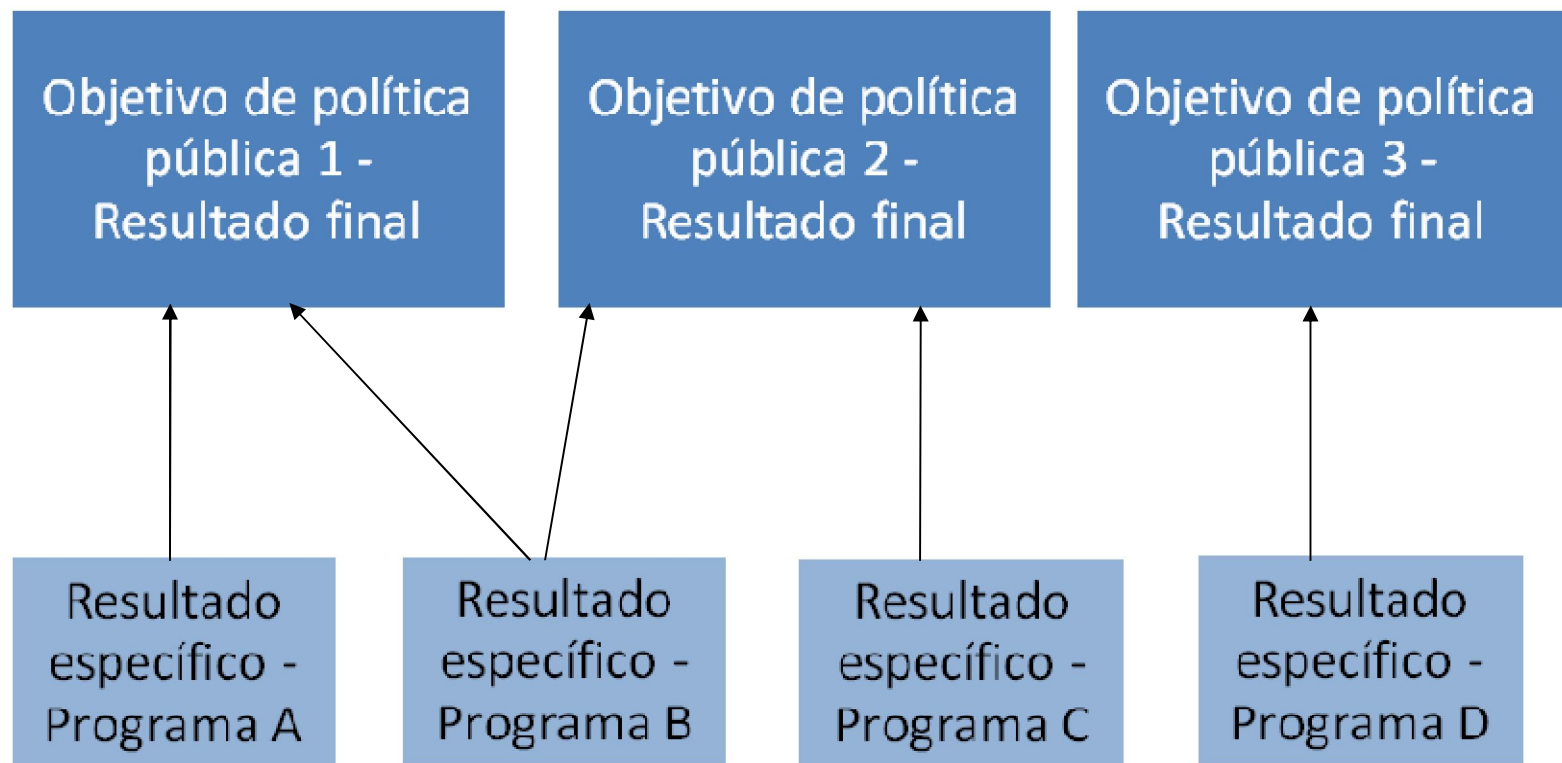 Objetivo de política
pública 1 -
Resultado final
Objetivo de política
pública 2 -
Resultado final
Objetivo de política
pública 3 -
Resultado final
Resultado
específico -
Programa A
Resultado
específico -
Programa B
Resultado
específico -
Programa C
Resultado
específico -
Programa D